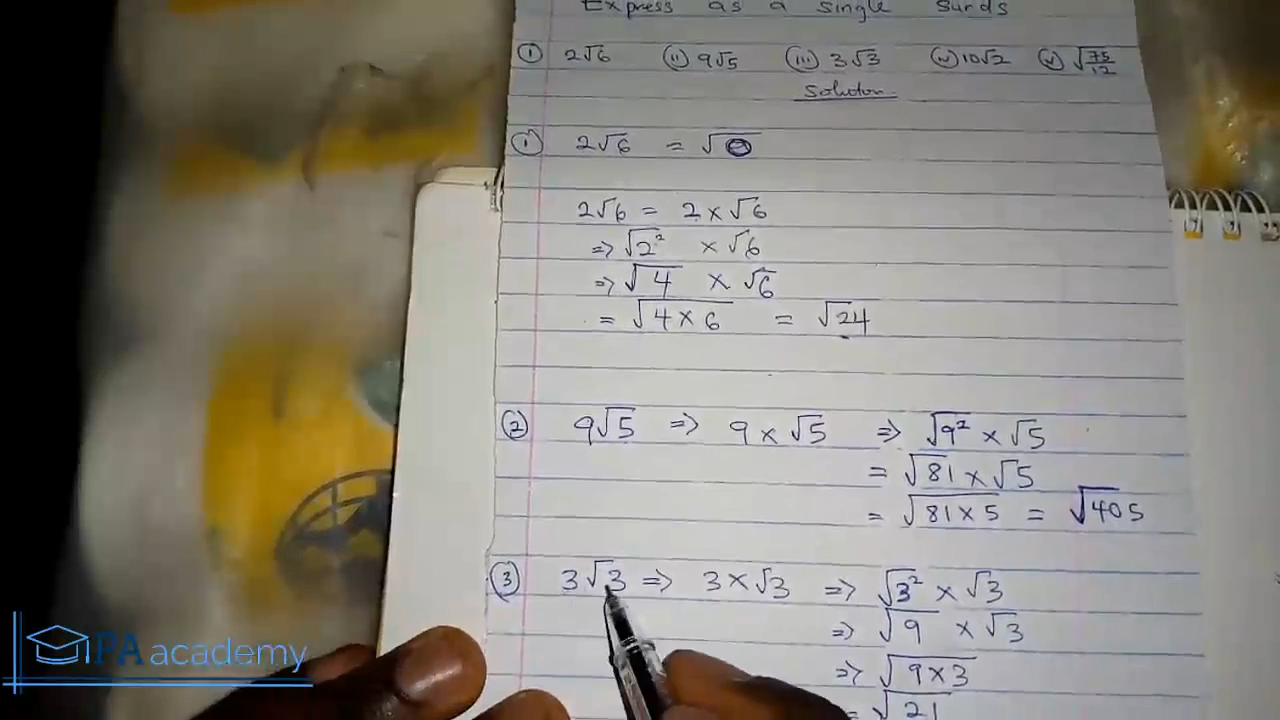 Express as a single surds
(i) 2√6 (ii) 9√5 (iii) 3√3 (iv) 10√2 (v) √75/12
Solution
(1) 2√6 = √
2√6 = 2 × √6
⇒ √2² × √6
⇒ √4 × √6
= √4 × 6 = √24
(2) 9√5 ⇒ 9 × √5 ⇒ √9² × √5
= √81 × √5
= √81 × 5 = √405
(3) 3√3 ⇒ 3 × √3 ⇒ √3² × √3
⇒ √9 × √3
⇒ √9 × 3
= √21
PA academy